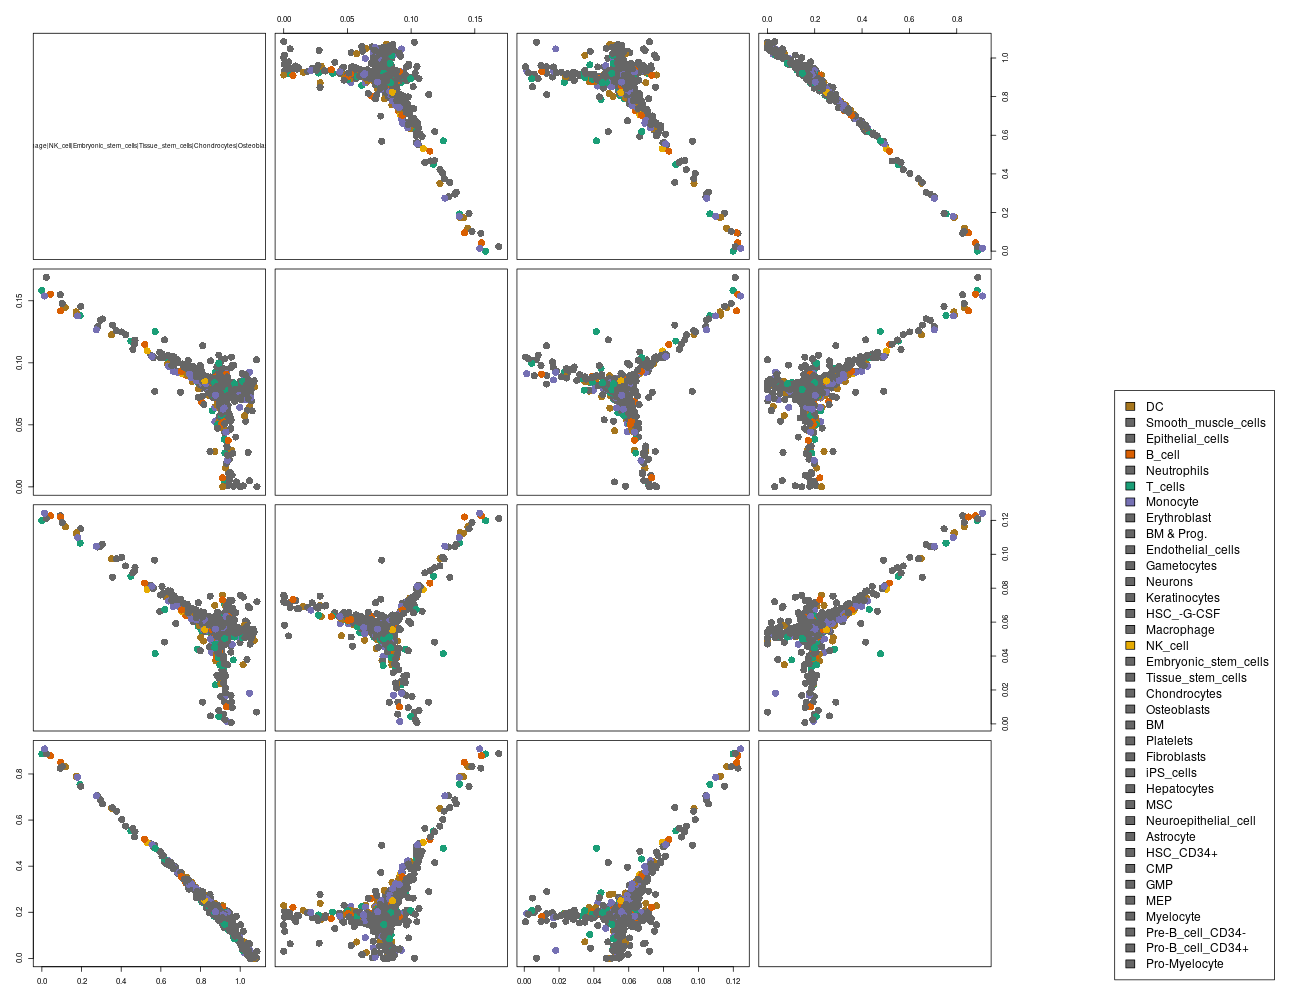 0.00 0.05 0.10 0.15
0.0 0.2 0.4 0.6 0.8
age|NK_cell|Embryonic_stem_cells|Tissue_stem_cells|Chondrocytes|Osteobla
0.0 0.2 0.4 0.6 0.8 1.0
0.00 0.05 0.10 0.15
0.00 0.02 0.04 0.06 0.08 0.10 0.12
0.0 0.2 0.4 0.6 0.8
0.0 0.2 0.4 0.6 0.8 1.0
0.00 0.02 0.04 0.06 0.08 0.10 0.12
DC
Smooth_muscle_cells
Epithelial_cells
B_cell
Neutrophils
T_cells
Monocyte
Erythroblast
BM & Prog.
Endothelial_cells
Gametocytes
Neurons
Keratinocytes
HSC_-G-CSF
Macrophage
NK_cell
Embryonic_stem_cells
Tissue_stem_cells
Chondrocytes
Osteoblasts
BM
Platelets
Fibroblasts
iPS_cells
Hepatocytes
MSC
Neuroepithelial_cell
Astrocyte
HSC_CD34+
CMP
GMP
MEP
Myelocyte
Pre-B_cell_CD34-
Pro-B_cell_CD34+
Pro-Myelocyte